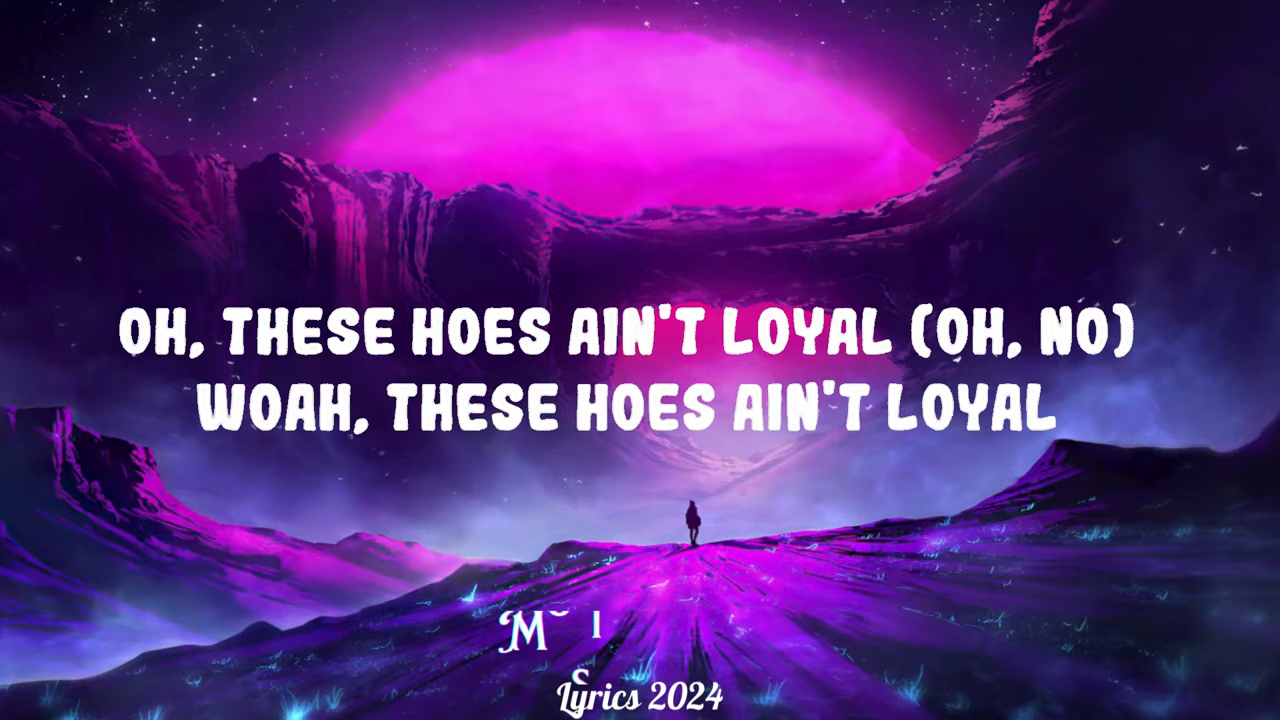 OH, THESE HOES AIN'T LOYAL (OH, NO)
WOAH, THESE HOES AIN'T LOYAL
Lyrics 2024